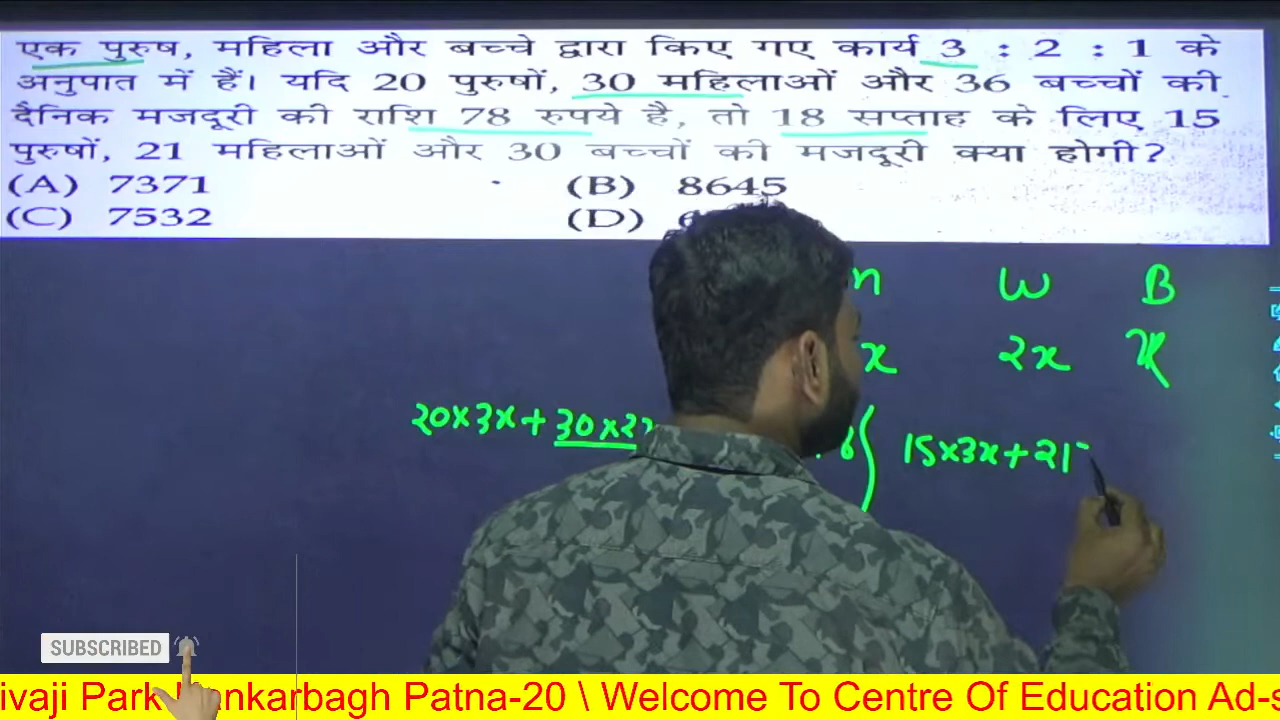 एक पुरुष, महिला और बच्चे द्वारा किए गए कार्य 3 : 2 : 1 के
अनुपात में हैं। यदि 20 पुरुषों, 30 महिलाओं और 36 बच्चों की
दैनिक मजदूरी की राशि 78 रुपये है, तो 18 सप्ताह के लिए 15
पुरुषों, 21 महिलाओं और 30 बच्चों की मजदूरी क्या होगी?
(A) 7371 (B) 8645
(C) 7532 (D)
W B
x 2x x
20×3x+30×2 15×3x+21
SUBSCRIBED
ivaji Park Kankarbagh Patna-20 \ Welcome To Centre Of Education Ad-s